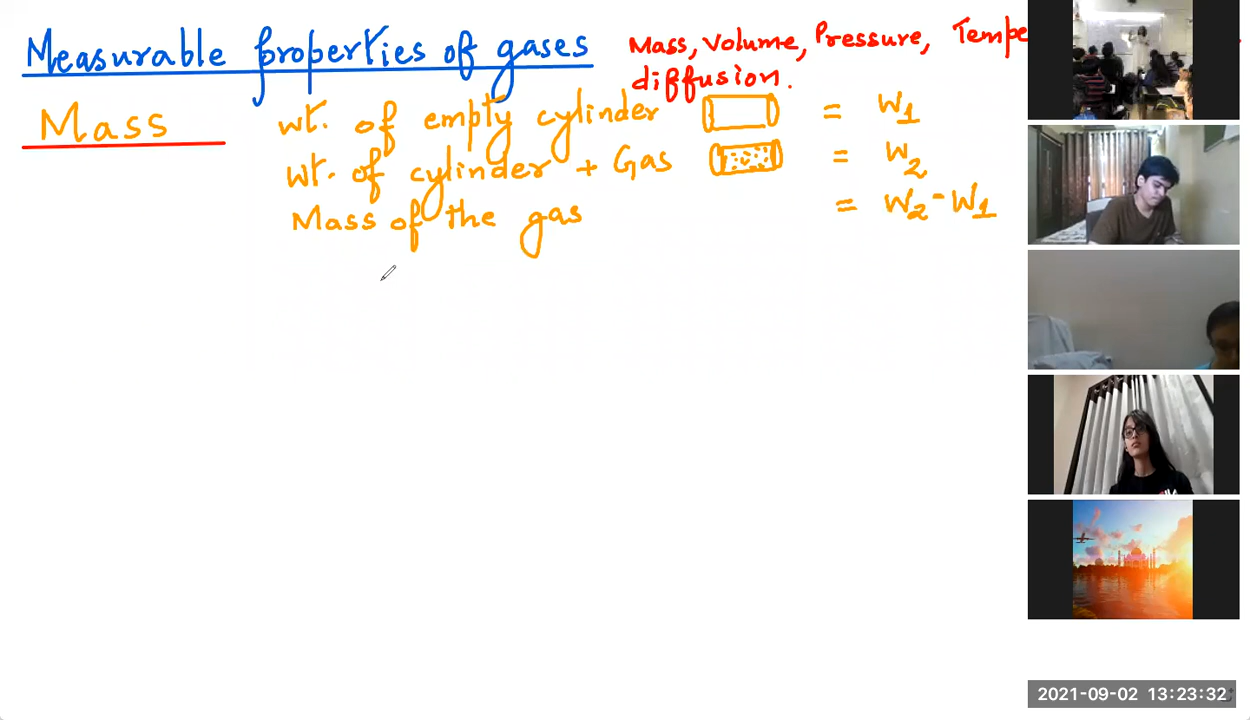 Measurable properties of gases
Mass, Volume, Pressure,
diffusion.
Mass
wt. of empty cylinder = W1
wt. of cylinder + Gas = W2
Mass of the gas = W2 - W1
2021-09-02 13:23:32